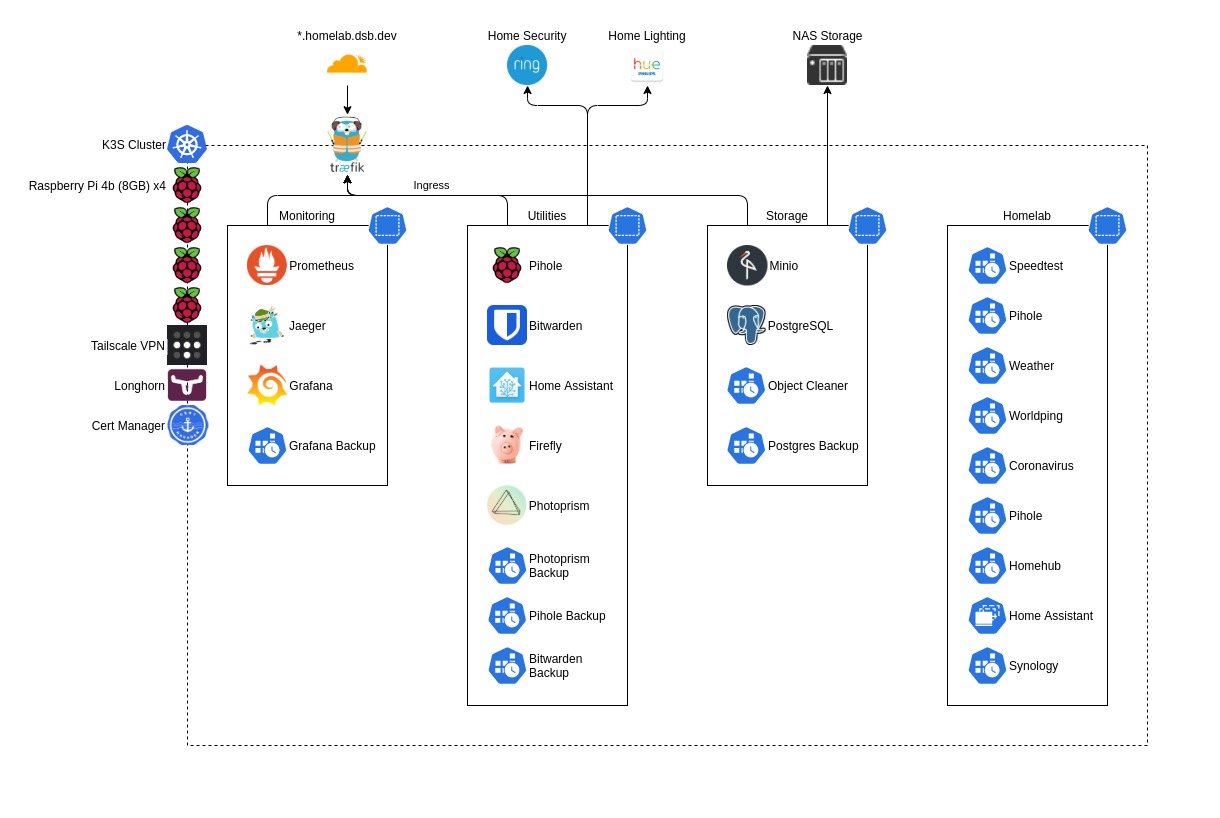 *.homelab.dsb.dev
Home Security
Home Lighting
NAS Storage
ring
hue
PHILIPS
K3S Cluster
træfik
Raspberry Pi 4b (8GB) x4
Ingress
Monitoring
Utilities
Storage
Homelab
Prometheus
Jaeger
Grafana
Grafana Backup
Pihole
Bitwarden
Home Assistant
Firefly
Photoprism
Photoprism
Backup
Pihole Backup
Bitwarden
Backup
Minio
PostgreSQL
Object Cleaner
Postgres Backup
Speedtest
Pihole
Weather
Worldping
Coronavirus
Pihole
Homehub
Home Assistant
Synology
Tailscale VPN
Longhorn
Cert Manager